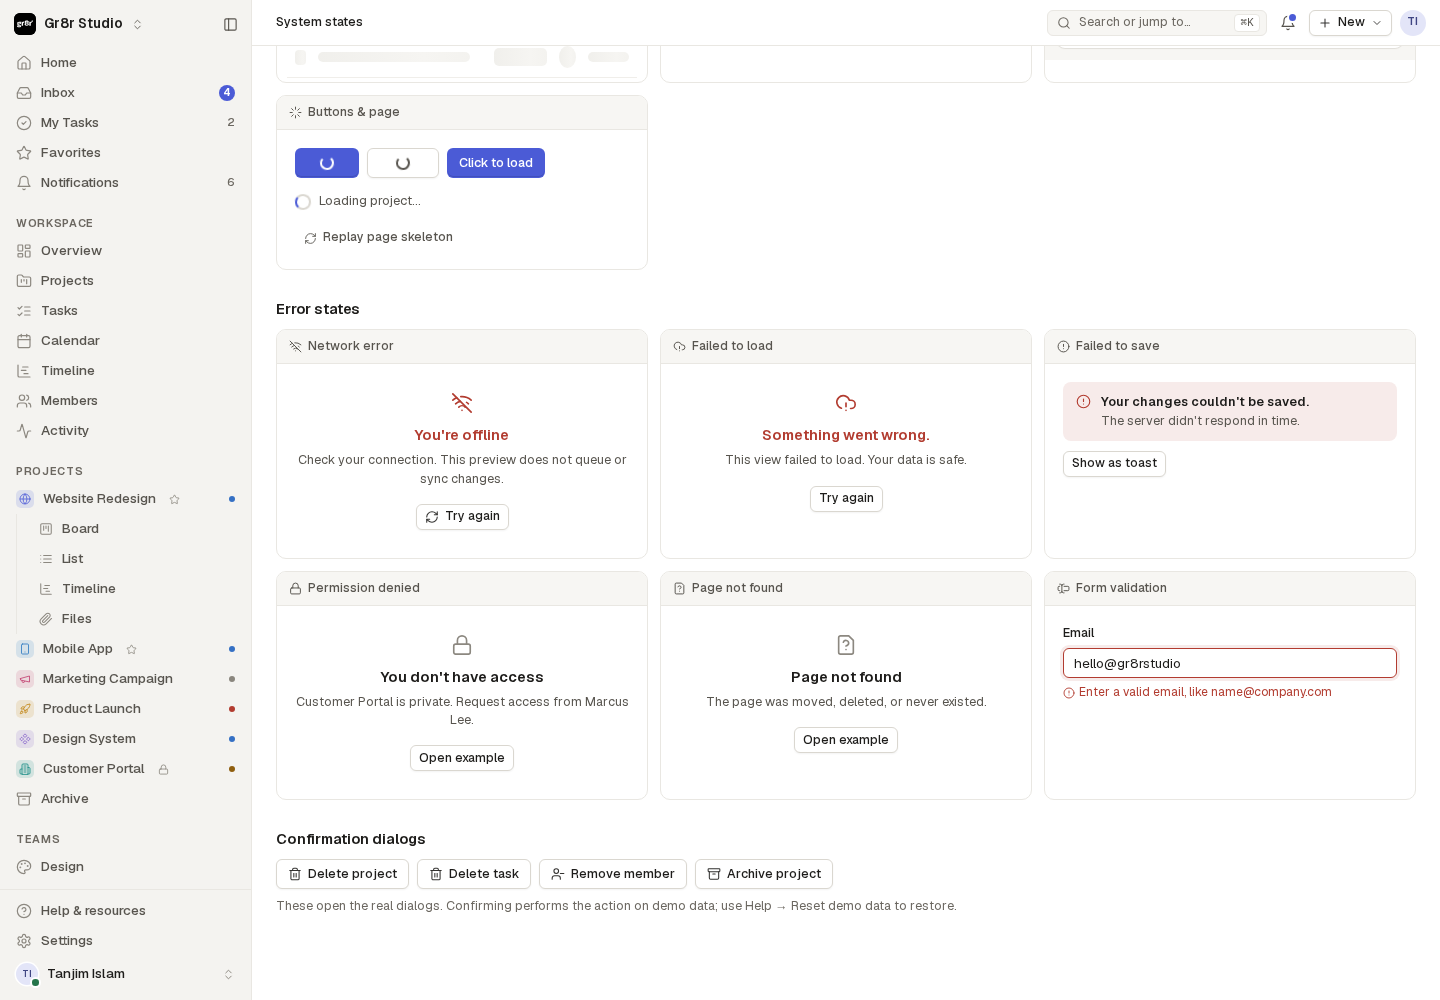 gr8r
Gr8r Studio
Home
Inbox
4
My Tasks
2
Favorites
Notifications
6
WORKSPACE
Overview
Projects
Tasks
Calendar
Timeline
Members
Activity
PROJECTS
Website Redesign
Board
List
Timeline
Files
Mobile App
Marketing Campaign
Product Launch
Design System
Customer Portal
Archive
TEAMS
Design
Help & resources
Settings
TI
Tanjim Islam
System states
Search or jump to...
⌘K
New
TI
Buttons & page
Click to load
Loading project...
Replay page skeleton
Error states
Network error
You're offline
Check your connection. This preview does not queue or
sync changes.
Try again
Failed to load
Something went wrong.
This view failed to load. Your data is safe.
Try again
Failed to save
Your changes couldn't be saved.
The server didn't respond in time.
Show as toast
Permission denied
You don't have access
Customer Portal is private. Request access from Marcus
Lee.
Open example
Page not found
Page not found
The page was moved, deleted, or never existed.
Open example
Form validation
Email
hello@gr8rstudio
Enter a valid email, like name@company.com
Confirmation dialogs
Delete project
Delete task
Remove member
Archive project
These open the real dialogs. Confirming performs the action on demo data; use Help → Reset demo data to restore.